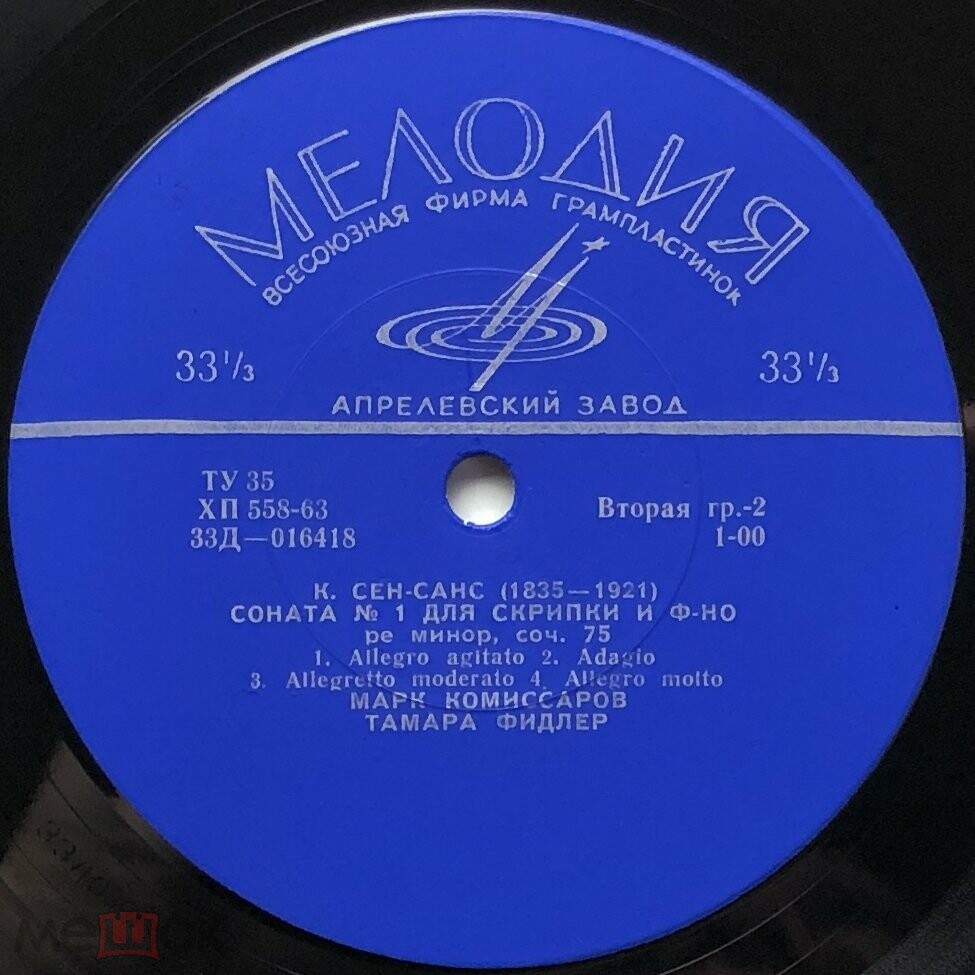 МЕЛОДИЯ
ВСЕСОЮЗНАЯ ФИРМА ГРАМПЛАСТИНОК
33⅓ 33⅓
АПРЕЛЕВСКИЙ ЗАВОД
ТУ 35
ХП 558-63 Вторая гр.-2
33Д—016418 1-00
К. СЕН-САНС (1835—1921)
СОНАТА № 1 ДЛЯ СКРИПКИ И Ф-НО
ре минор, соч. 75
1. Allegro agitato 2. Adagio
3. Allegretto moderato 4. Allegro molto
МАРК КОМИССАРОВ
ТАМАРА ФИДЛЕР
мешок